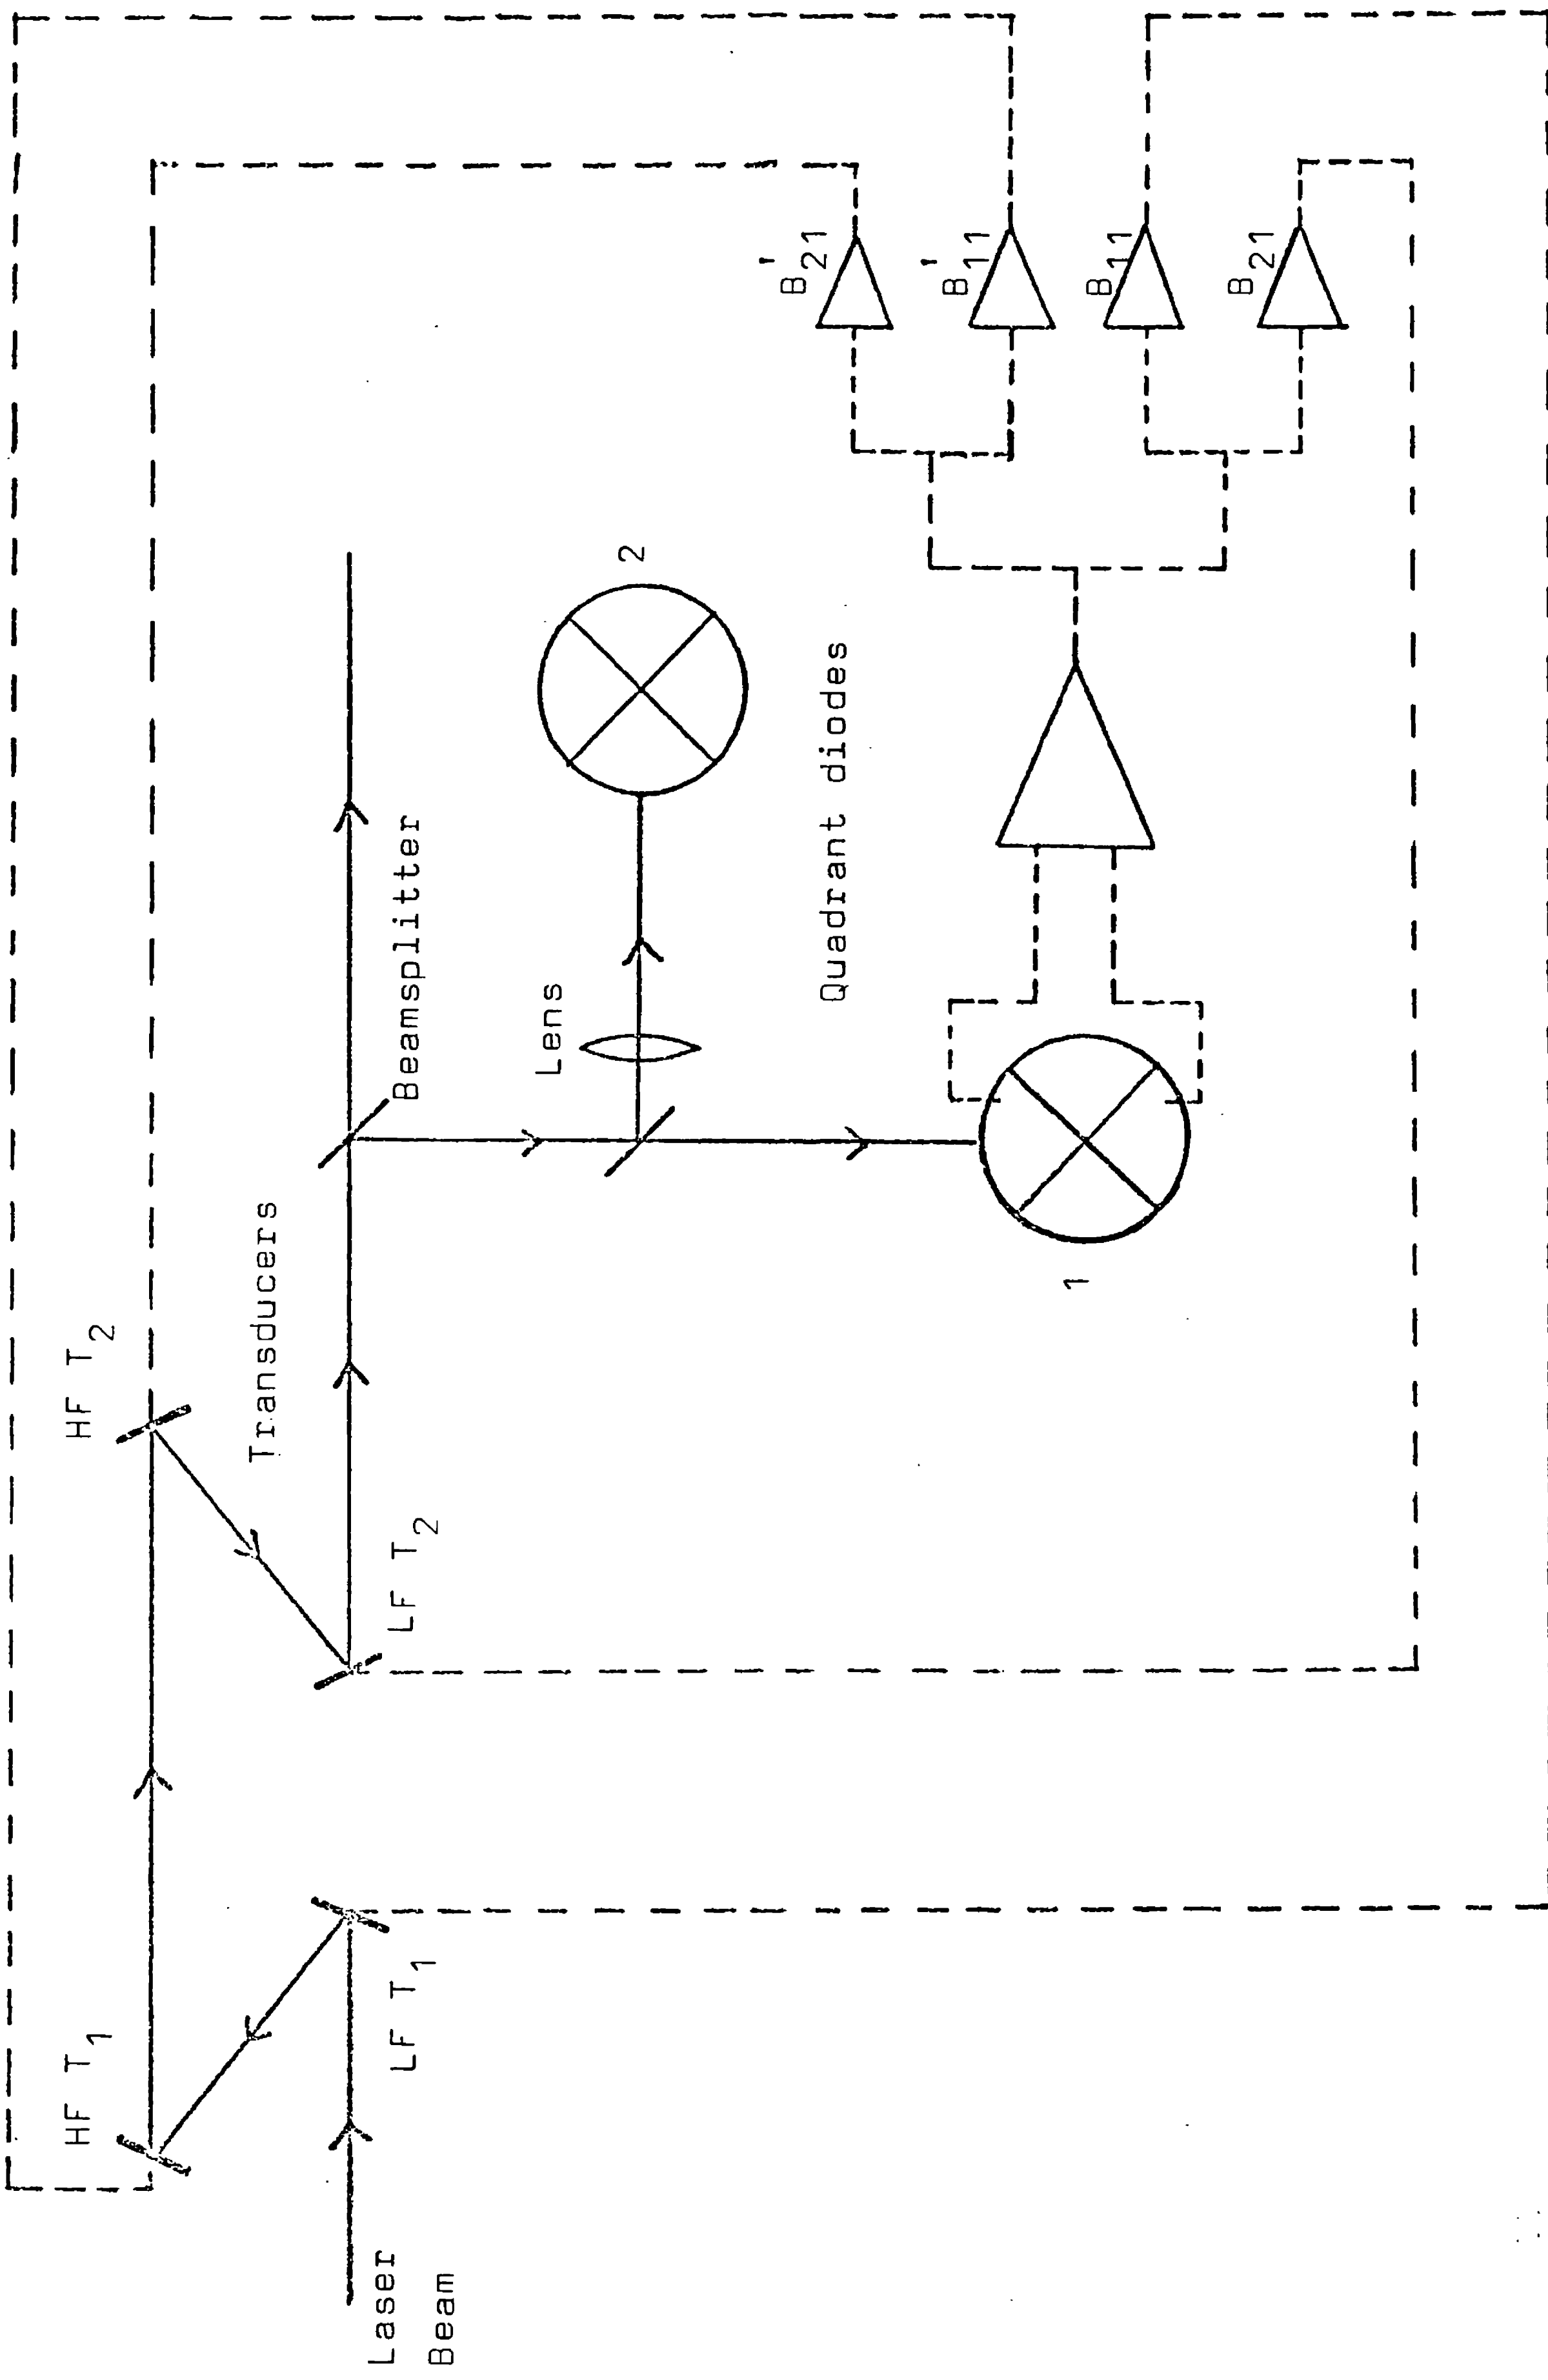 HF T1
HF T2
Laser
Beam
LF T1
LF T2
Transducers
Beamsplitter
Lens
2
Quadrant diodes
1
B'21
B'11
B11
B21